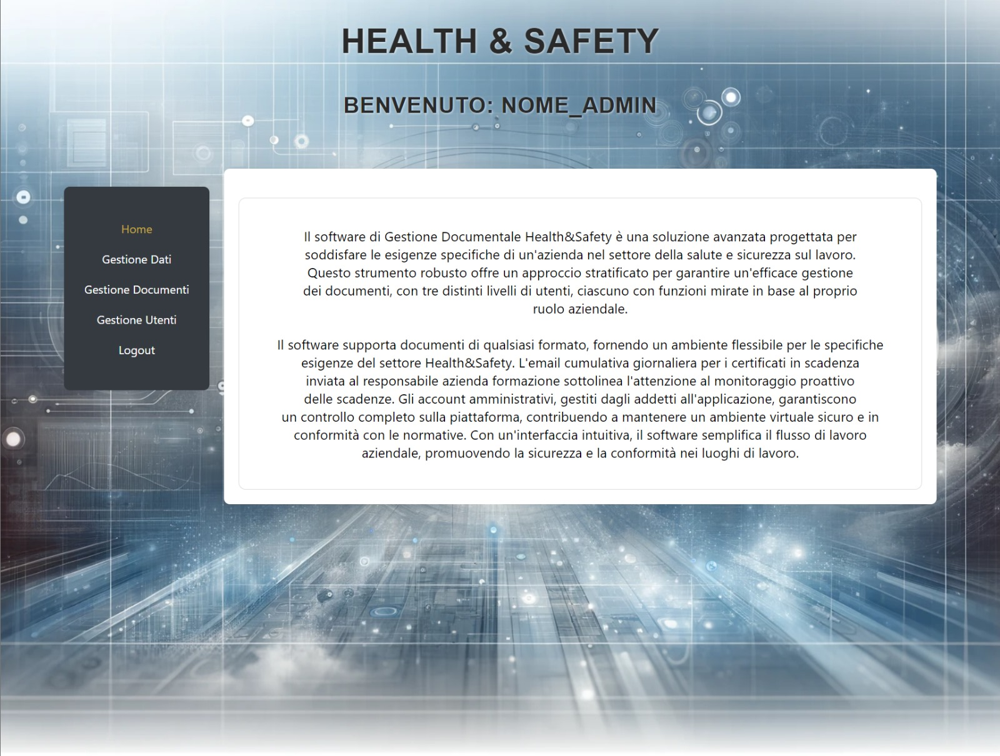 HEALTH & SAFETY
BENVENUTO: NOME_ADMIN
Home
Gestione Dati
Gestione Documenti
Gestione Utenti
Logout
Il software di Gestione Documentale Health&Safety è una soluzione avanzata progettata per
soddisfare le esigenze specifiche di un'azienda nel settore della salute e sicurezza sul lavoro.
Questo strumento robusto offre un approccio stratificato per garantire un'efficace gestione
dei documenti, con tre distinti livelli di utenti, ciascuno con funzioni mirate in base al proprio
ruolo aziendale.
Il software supporta documenti di qualsiasi formato, fornendo un ambiente flessibile per le specifiche
esigenze del settore Health&Safety. L'email cumulativa giornaliera per i certificati in scadenza
inviata al responsabile azienda formazione sottolinea l'attenzione al monitoraggio proattivo
delle scadenze. Gli account amministrativi, gestiti dagli addetti all'applicazione, garantiscono
un controllo completo sulla piattaforma, contribuendo a mantenere un ambiente virtuale sicuro e in
conformità con le normative. Con un'interfaccia intuitiva, il software semplifica il flusso di lavoro
aziendale, promuovendo la sicurezza e la conformità nei luoghi di lavoro.